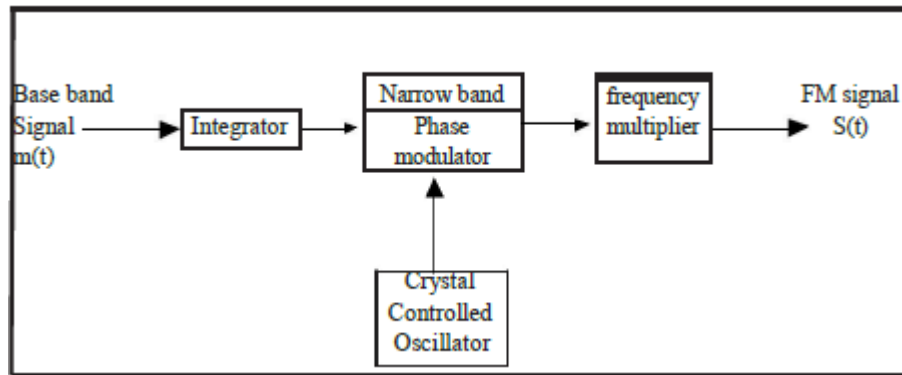 Base band
Signal
m(t)
Integrator
Narrow band
Phase
modulator
frequency
multiplier
FM signal
S(t)
Crystal
Controlled
Oscillator